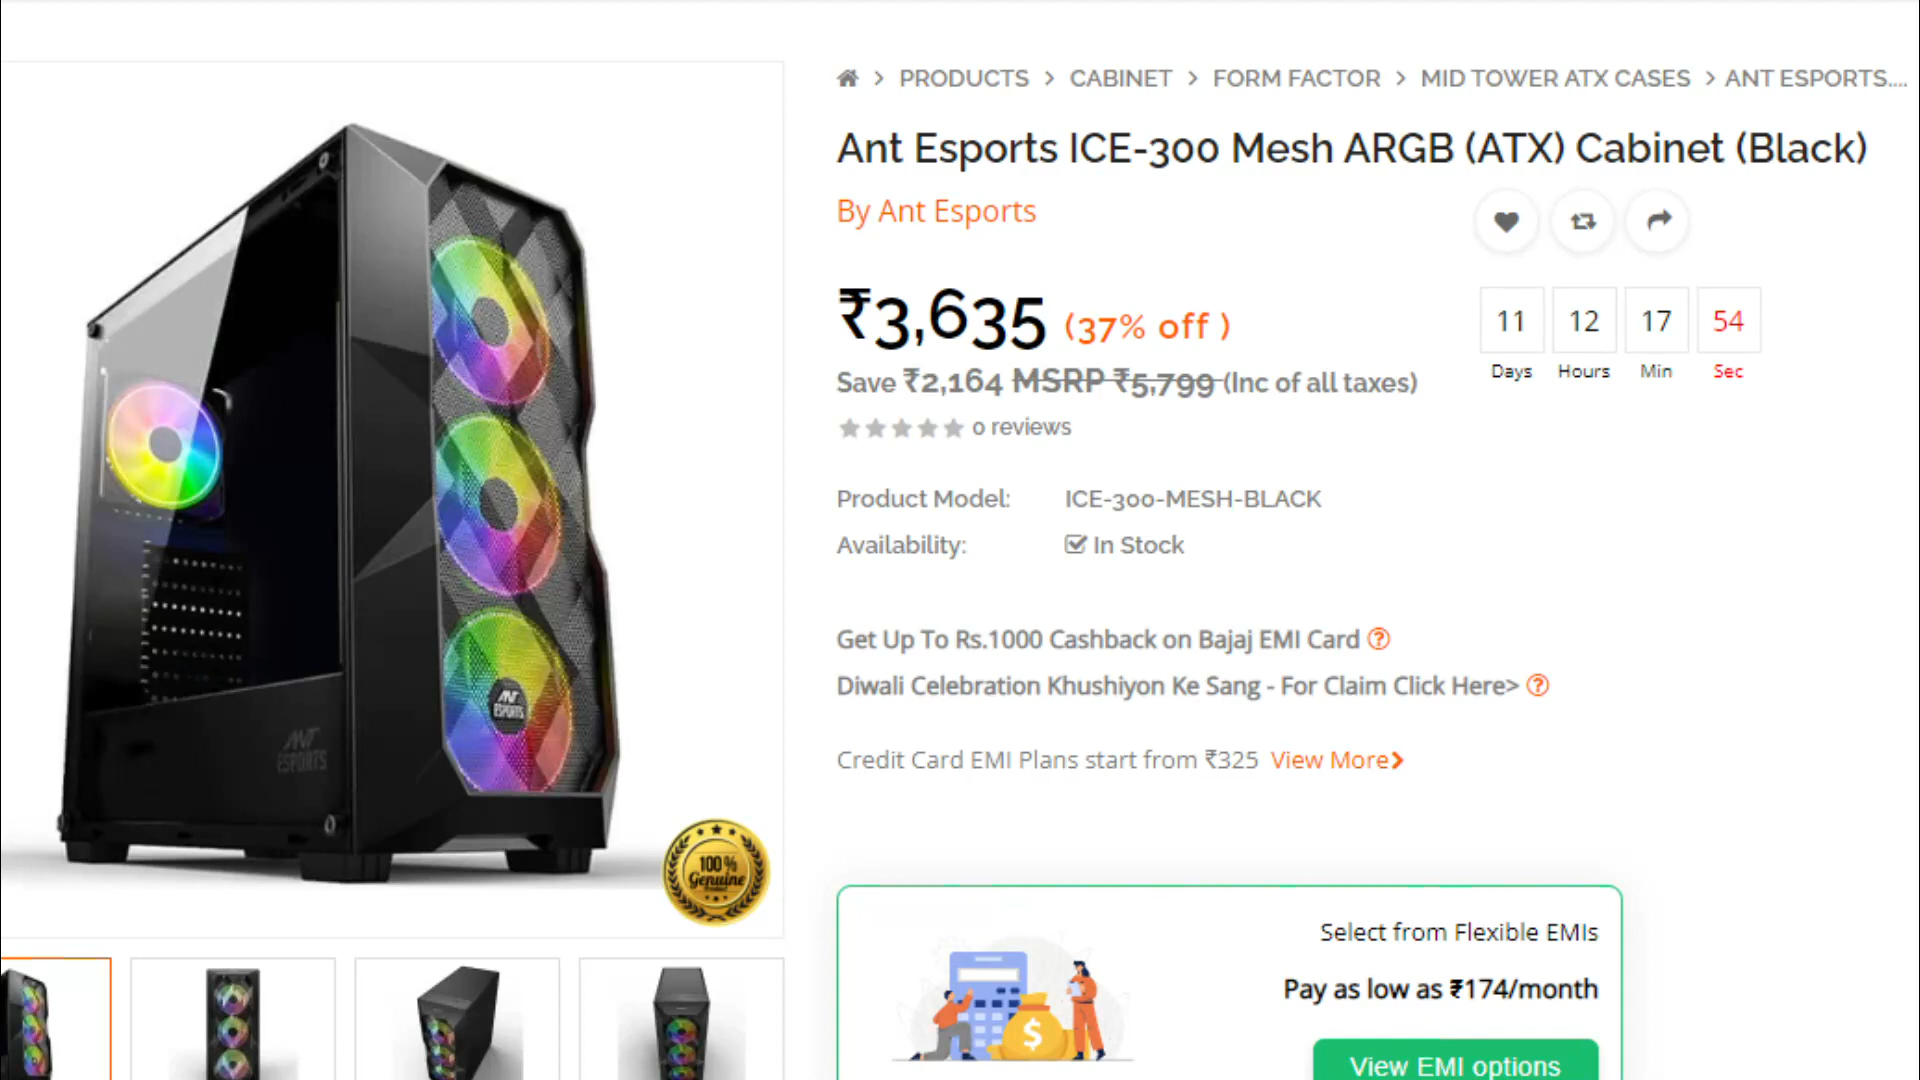 PRODUCTS > CABINET > FORM FACTOR > MID TOWER ATX CASES > ANT ESPORTS....
Ant Esports ICE-300 Mesh ARGB (ATX) Cabinet (Black)
By Ant Esports
₹3,635 (37% off )
11 12 17 54
Days Hours Min Sec
Save ₹2,164 MSRP ₹5,799 (Inc of all taxes)
0 reviews
Product Model: ICE-300-MESH-BLACK
Availability: In Stock
Get Up To Rs.1000 Cashback on Bajaj EMI Card
Diwali Celebration Khushiyon Ke Sang - For Claim Click Here>
Credit Card EMI Plans start from ₹325 View More
ANT
ESPORTS
ANT
ESPORTS
100%
Genuine
Select from Flexible EMIs
Pay as low as ₹174/month
View EMI options